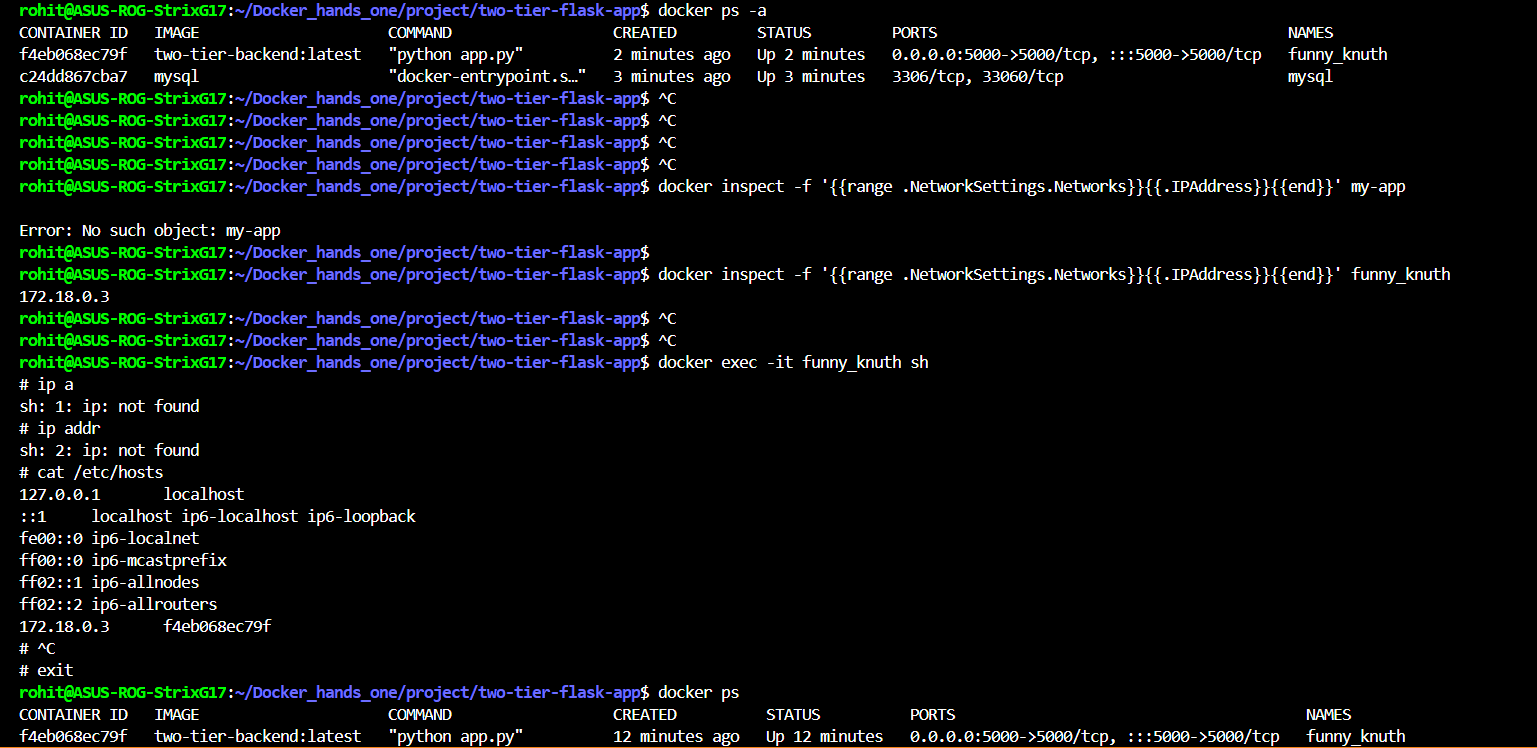 rohit@ASUS-ROG-StrixG17:~/Docker_hands_one/project/two-tier-flask-app$ docker ps -a
CONTAINER ID   IMAGE                     COMMAND                  CREATED         STATUS         PORTS                                       NAMES
f4eb068ec79f   two-tier-backend:latest   "python app.py"          2 minutes ago   Up 2 minutes   0.0.0.0:5000->5000/tcp, :::5000->5000/tcp   funny_knuth
c24dd867cba7   mysql                     "docker-entrypoint.s…"   3 minutes ago   Up 3 minutes   3306/tcp, 33060/tcp                         mysql
rohit@ASUS-ROG-StrixG17:~/Docker_hands_one/project/two-tier-flask-app$ ^C
rohit@ASUS-ROG-StrixG17:~/Docker_hands_one/project/two-tier-flask-app$ ^C
rohit@ASUS-ROG-StrixG17:~/Docker_hands_one/project/two-tier-flask-app$ ^C
rohit@ASUS-ROG-StrixG17:~/Docker_hands_one/project/two-tier-flask-app$ ^C
rohit@ASUS-ROG-StrixG17:~/Docker_hands_one/project/two-tier-flask-app$ docker inspect -f '{{range .NetworkSettings.Networks}}{{.IPAddress}}{{end}}' my-app
Error: No such object: my-app
rohit@ASUS-ROG-StrixG17:~/Docker_hands_one/project/two-tier-flask-app$
rohit@ASUS-ROG-StrixG17:~/Docker_hands_one/project/two-tier-flask-app$ docker inspect -f '{{range .NetworkSettings.Networks}}{{.IPAddress}}{{end}}' funny_knuth
172.18.0.3
rohit@ASUS-ROG-StrixG17:~/Docker_hands_one/project/two-tier-flask-app$ ^C
rohit@ASUS-ROG-StrixG17:~/Docker_hands_one/project/two-tier-flask-app$ ^C
rohit@ASUS-ROG-StrixG17:~/Docker_hands_one/project/two-tier-flask-app$ docker exec -it funny_knuth sh
# ip a
sh: 1: ip: not found
# ip addr
sh: 2: ip: not found
# cat /etc/hosts
127.0.0.1       localhost
::1     localhost ip6-localhost ip6-loopback
fe00::0 ip6-localnet
ff00::0 ip6-mcastprefix
ff02::1 ip6-allnodes
ff02::2 ip6-allrouters
172.18.0.3      f4eb068ec79f
# ^C
# exit
rohit@ASUS-ROG-StrixG17:~/Docker_hands_one/project/two-tier-flask-app$ docker ps
CONTAINER ID   IMAGE                     COMMAND                  CREATED          STATUS          PORTS                                       NAMES
f4eb068ec79f   two-tier-backend:latest   "python app.py"          12 minutes ago   Up 12 minutes   0.0.0.0:5000->5000/tcp, :::5000->5000/tcp   funny_knuth